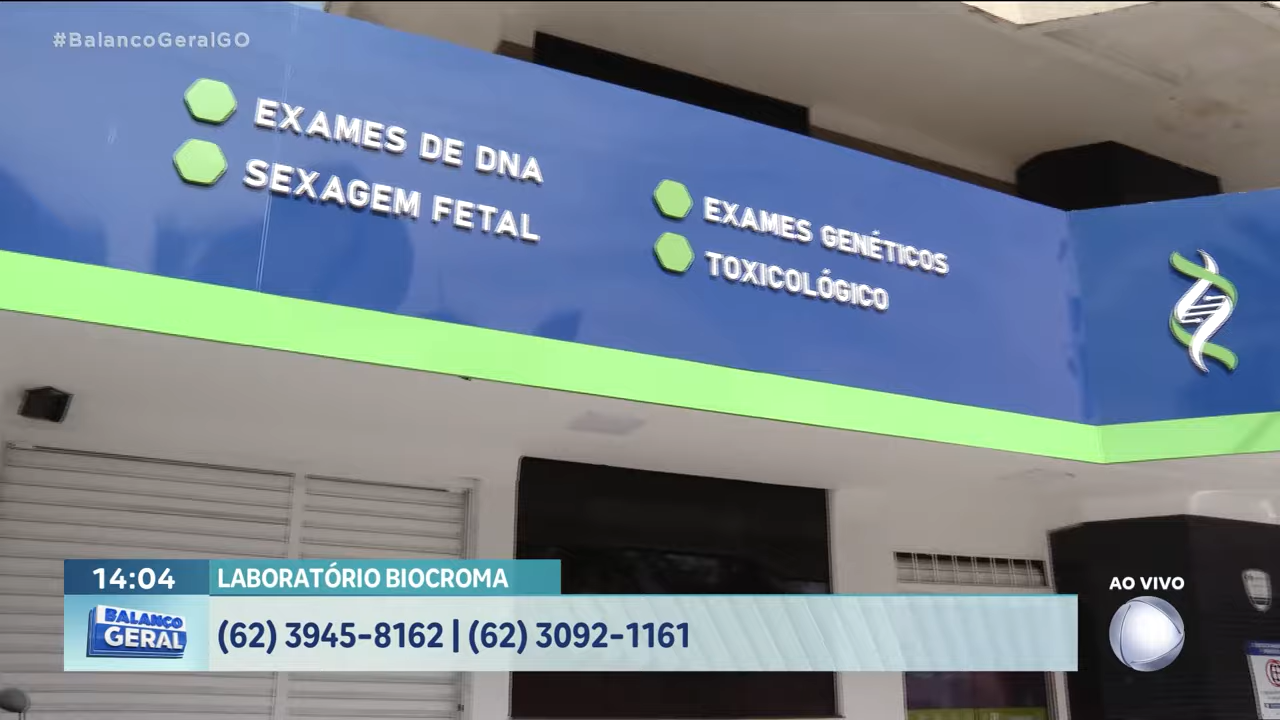 #BalancoGeralGO
EXAMES DE DNA
SEXAGEM FETAL
EXAMES GENÉTICOS
TOXICOLÓGICO
14:04
LABORATÓRIO BIOCROMA
BALANÇO
GERAL
(62) 3945-8162 | (62) 3092-1161
AO VIVO